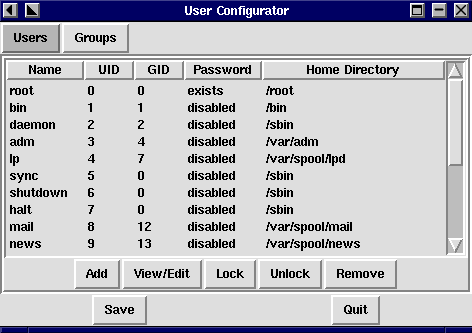 User Configurator
Users Groups
Name UID GID Password Home Directory
root 0 0 exists /root
bin 1 1 disabled /bin
daemon 2 2 disabled /sbin
adm 3 4 disabled /var/adm
lp 4 7 disabled /var/spool/lpd
sync 5 0 disabled /sbin
shutdown 6 0 disabled /sbin
halt 7 0 disabled /sbin
mail 8 12 disabled /var/spool/mail
news 9 13 disabled /var/spool/news
Add View/Edit Lock Unlock Remove
Save Quit